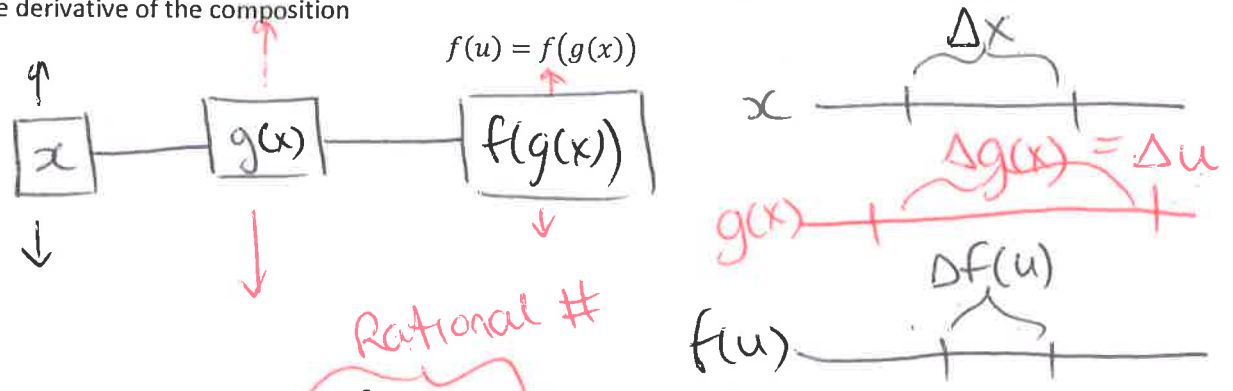 e derivative of the composition
f(u) = f(g(x))
x
g(x)
f(g(x))
Rational #
Δx
x
Δg(x) = Δu
g(x)
Δf(u)
f(u)